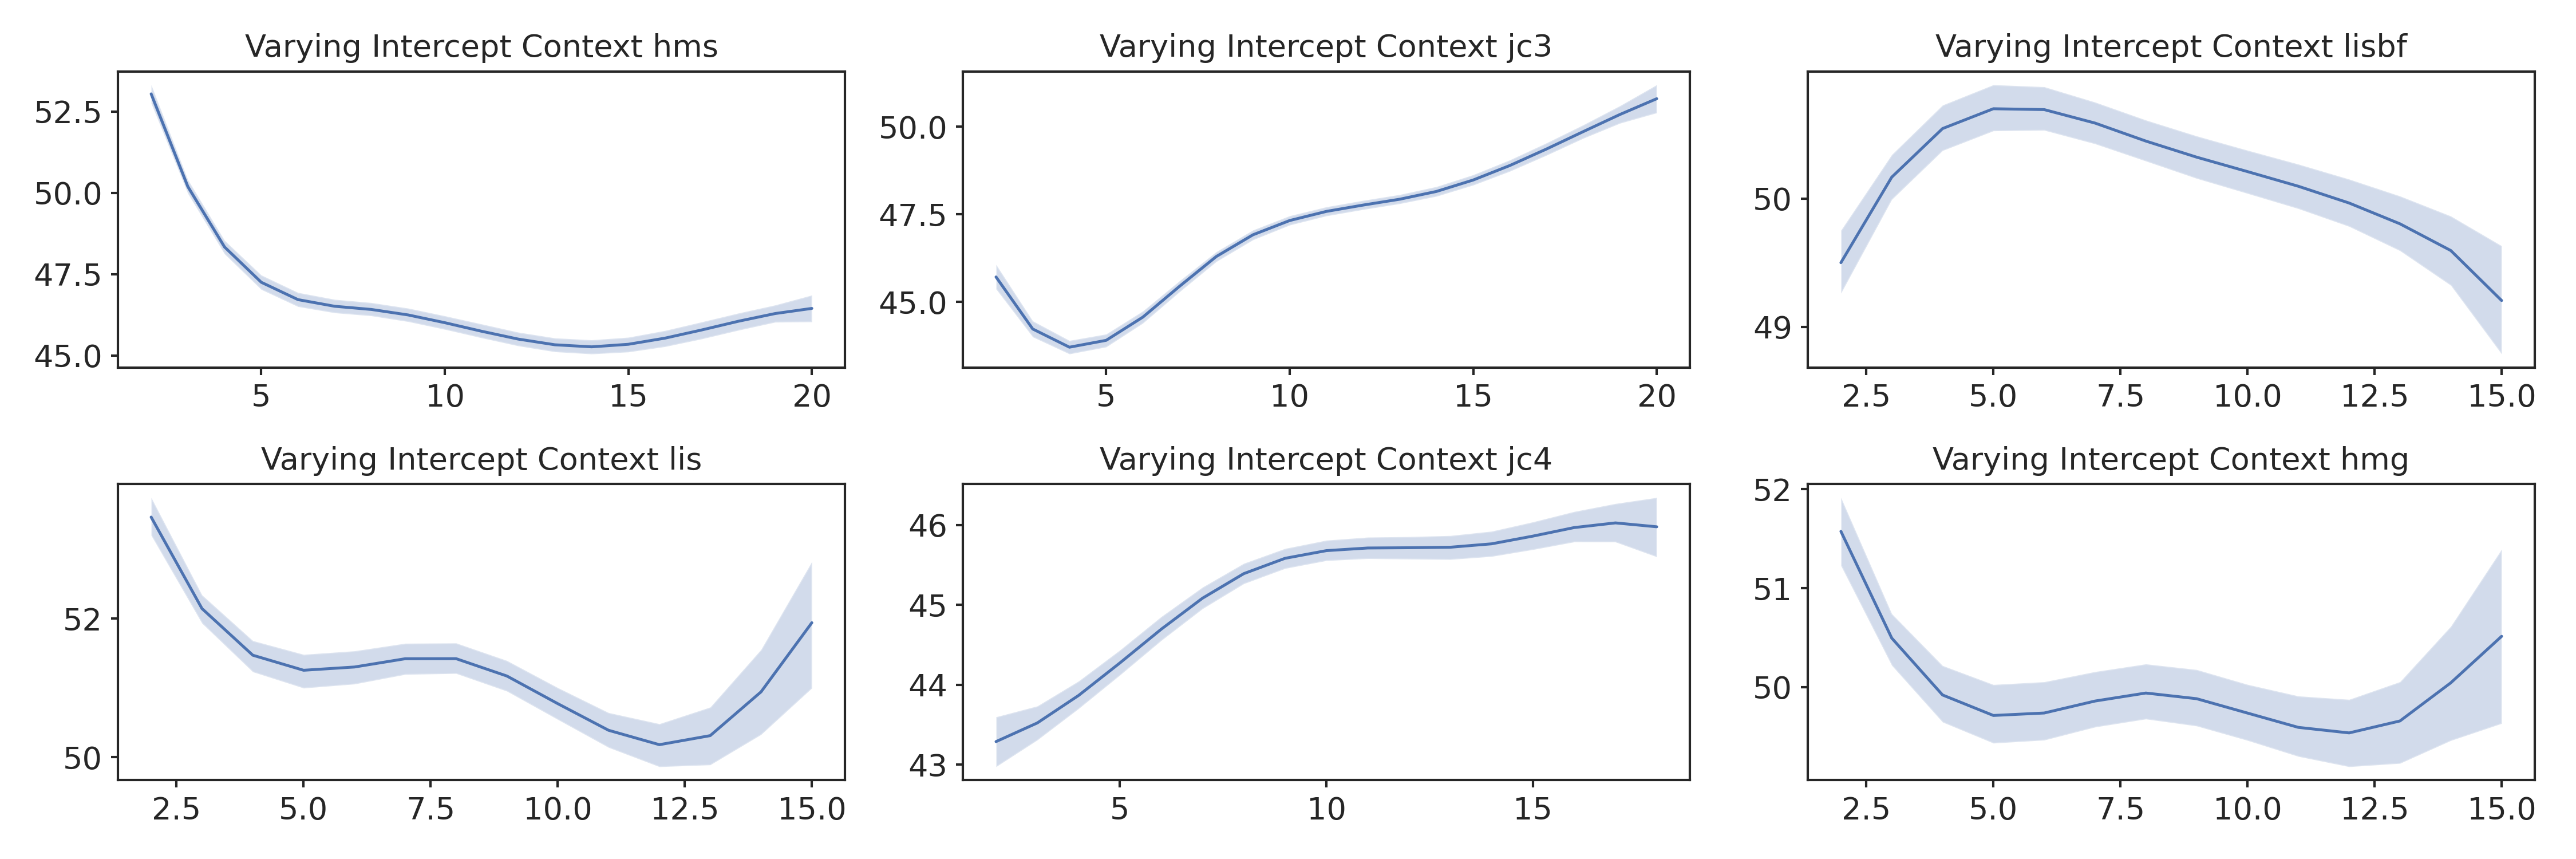 Varying Intercept Context hms
52.5
50.0
47.5
45.0
5 10 15 20
Varying Intercept Context jc3
50.0
47.5
45.0
5 10 15 20
Varying Intercept Context lisbf
50
49
2.5 5.0 7.5 10.0 12.5 15.0
Varying Intercept Context lis
52
50
2.5 5.0 7.5 10.0 12.5 15.0
Varying Intercept Context jc4
46
45
44
43
5 10 15
Varying Intercept Context hmg
52
51
50
2.5 5.0 7.5 10.0 12.5 15.0